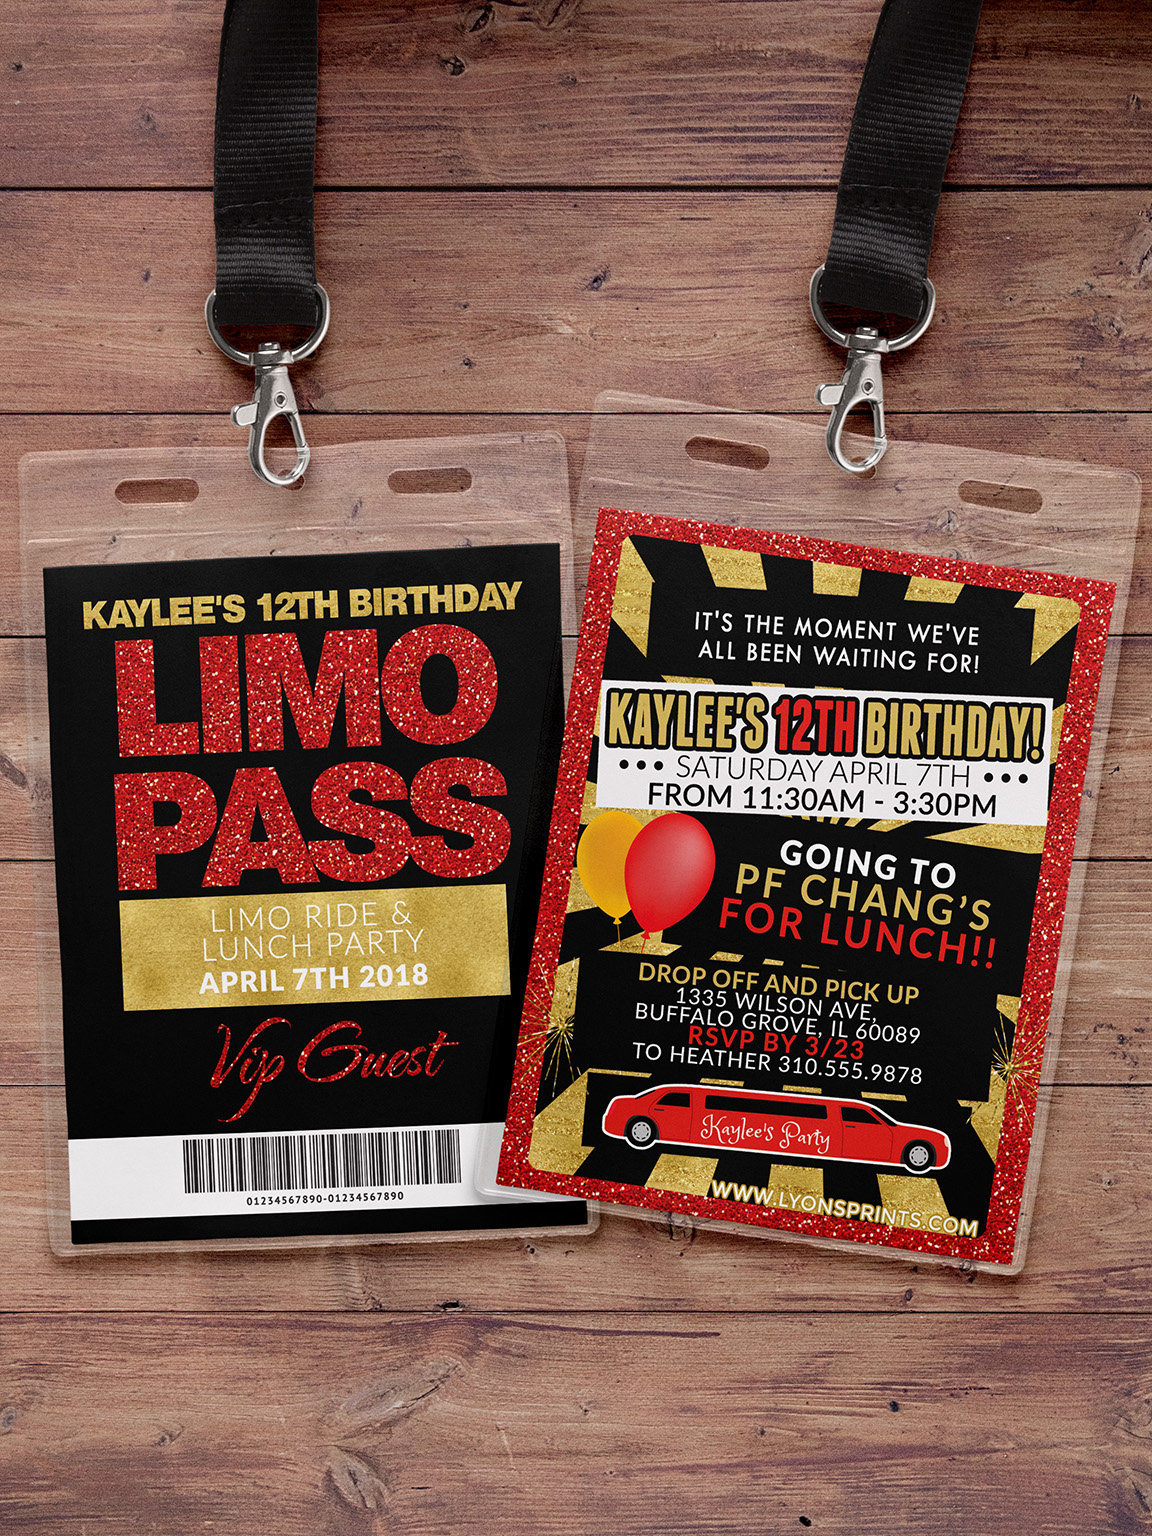 KAYLEE'S 12TH BIRTHDAY
LIMO
PASS
LIMO RIDE &
LUNCH PARTY
APRIL 7TH 2018
Vip Guest
01234567890-01234567890
IT'S THE MOMENT WE'VE
ALL BEEN WAITING FOR!
KAYLEE'S 12TH BIRTHDAY!
••• SATURDAY APRIL 7TH •••
FROM 11:30AM - 3:30PM
GOING TO
PF CHANG'S
FOR LUNCH!!
DROP OFF AND PICK UP
1335 WILSON AVE,
BUFFALO GROVE, IL 60089
RSVP BY 3/23
TO HEATHER 310.555.9878
Kaylee's Party
WWW.LYONSPRINTS.COM